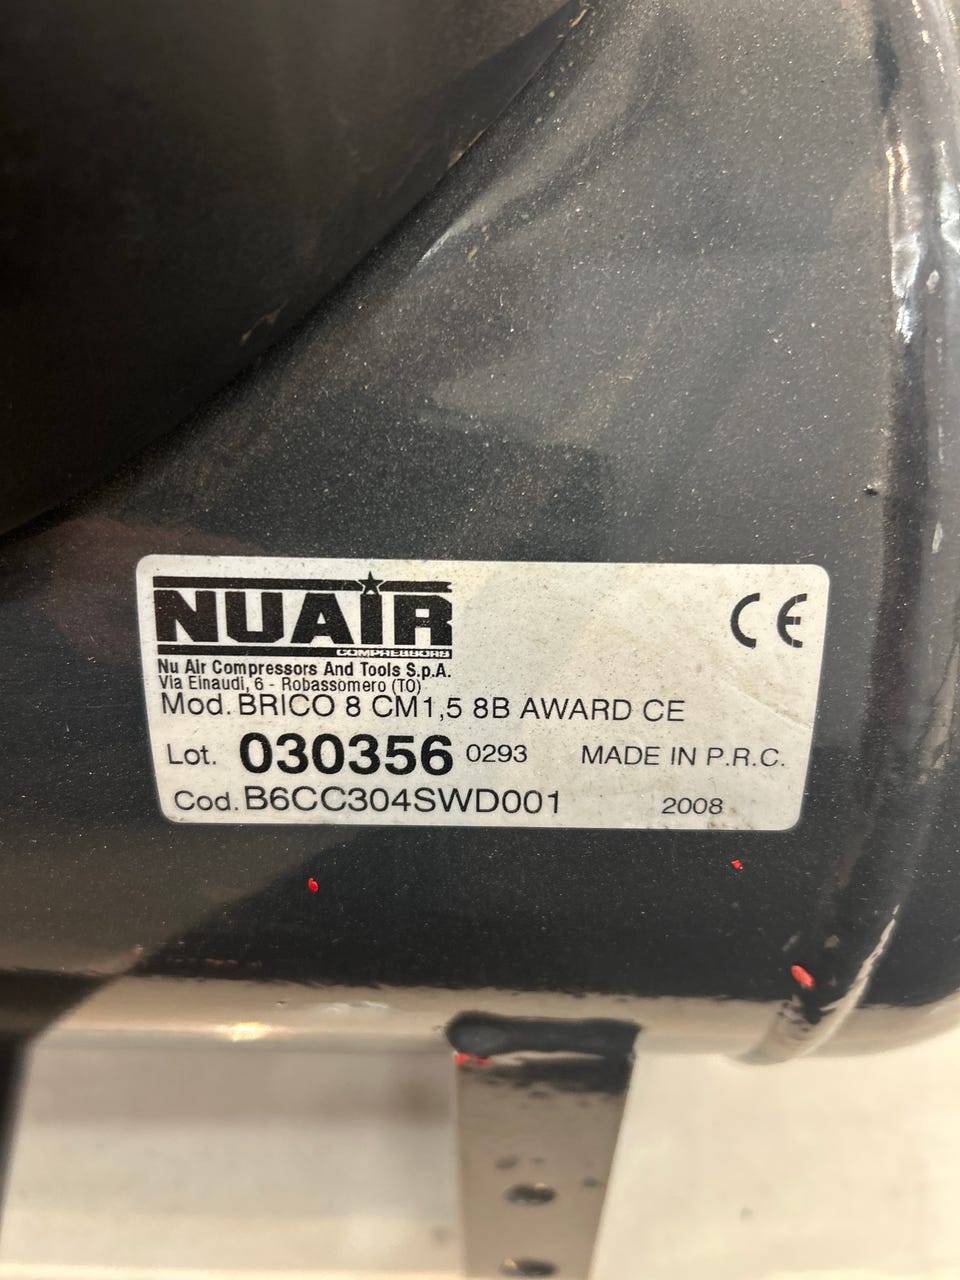 NUAIR
COMPRESSORS
Nu Air Compressors And Tools S.p.A.
Via Einaudi, 6 - Robassomero (TO)
Mod. BRICO 8 CM1,5 8B AWARD CE
Lot. 030356 0293 MADE IN P.R.C.
Cod. B6CC304SWD001 2008
CE